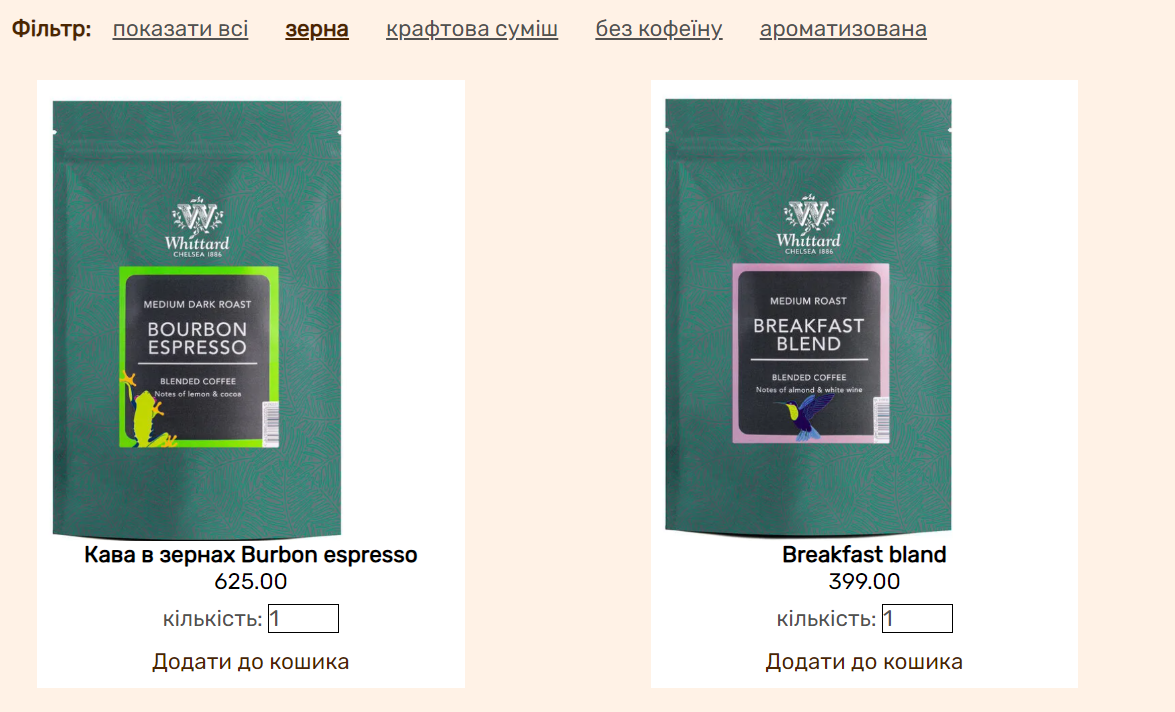 Фільтр: показати всі зерна крафтова суміш без кофеїну ароматизована
W
Whittard
CHELSEA 1886
MEDIUM DARK ROAST
BOURBON
ESPRESSO
BLENDED COFFEE
Notes of lemon & cocoa
Кава в зернах Burbon espresso
625.00
кількість: 1
Додати до кошика
W
Whittard
CHELSEA 1886
MEDIUM ROAST
BREAKFAST
BLEND
BLENDED COFFEE
Notes of almond & white wine
Breakfast bland
399.00
кількість: 1
Додати до кошика